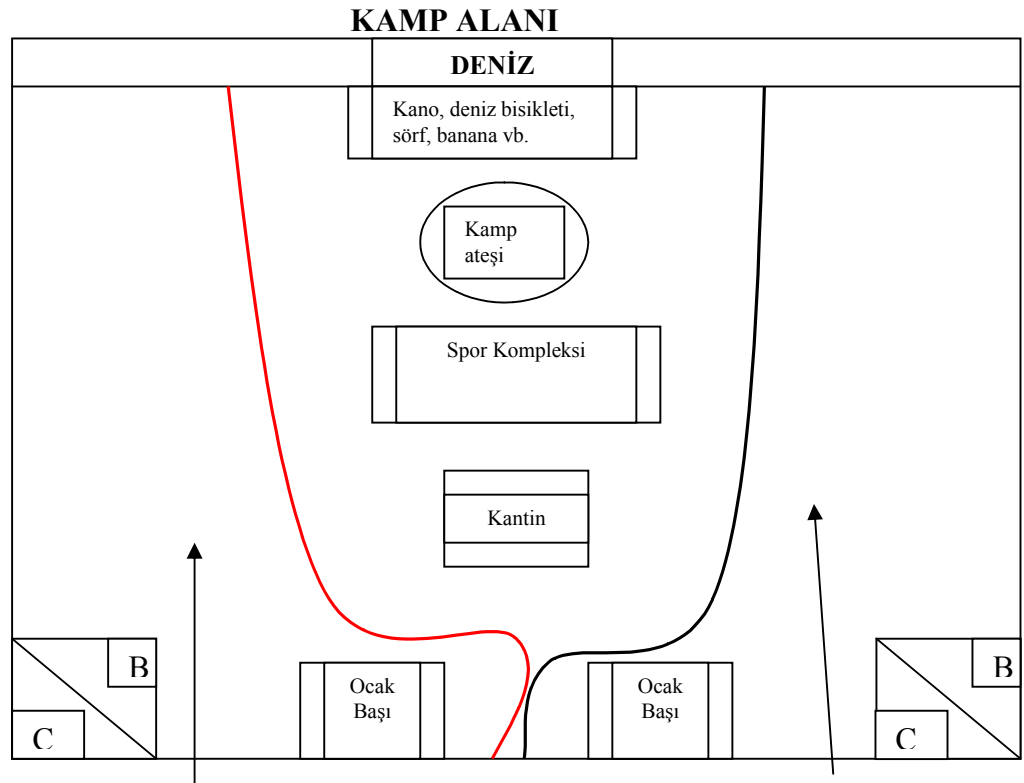 KAMP ALANI
DENİZ
Kano, deniz bisikleti,
sörf, banana vb.
Kamp
ateşi
Spor Kompleksi
Kantin
B
C
Ocak
Başı
Ocak
Başı
B
C